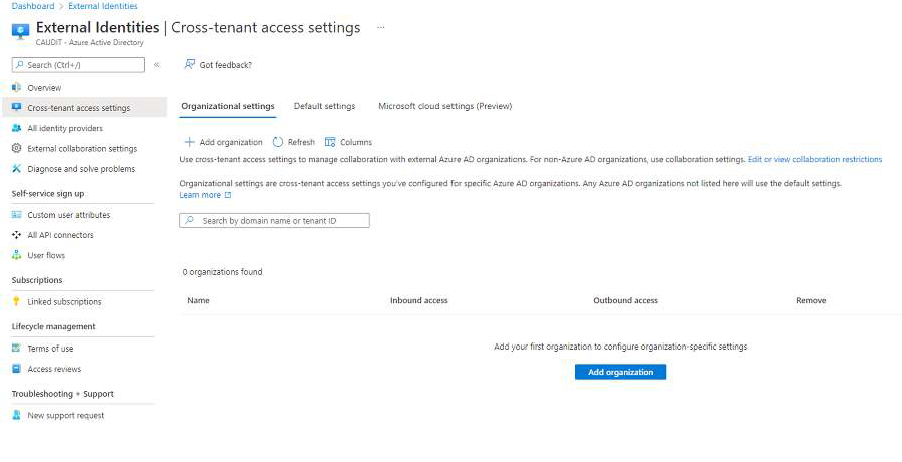 Dashboard > External Identities
External Identities | Cross-tenant access settings ...
CAUDIT - Azure Active Directory
Search (Ctrl+/) «
Overview
Cross-tenant access settings
All identity providers
External collaboration settings
Diagnose and solve problems
Self-service sign up
Custom user attributes
All API connectors
User flows
Subscriptions
Linked subscriptions
Lifecycle management
Terms of use
Access reviews
Troubleshooting + Support
New support request
Got feedback?
Organizational settings Default settings Microsoft cloud settings (Preview)
Add organization Refresh Columns
Use cross-tenant access settings to manage collaboration with external Azure AD organizations. For non-Azure AD organizations, use collaboration settings. Edit or view collaboration restrictions
Organizational settings are cross-tenant access settings you've configured for specific Azure AD organizations. Any Azure AD organizations not listed here will use the default settings.
Learn more
Search by domain name or tenant ID
0 organizations found
Name Inbound access Outbound access Remove
Add your first organization to configure organization-specific settings.
Add organization